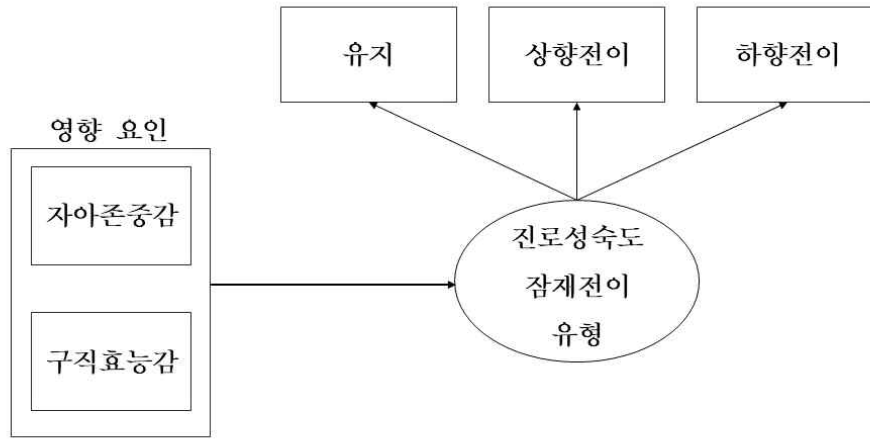 유지
상향전이
하향전이
영향 요인
자아존중감
구직효능감
진로성숙도
잠재전이
유형